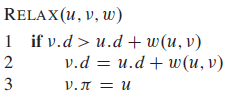 RELAX(u, v, w)
1 if v.d > u.d + w(u, v)
2 v.d = u.d + w(u, v)
3 v.π = u